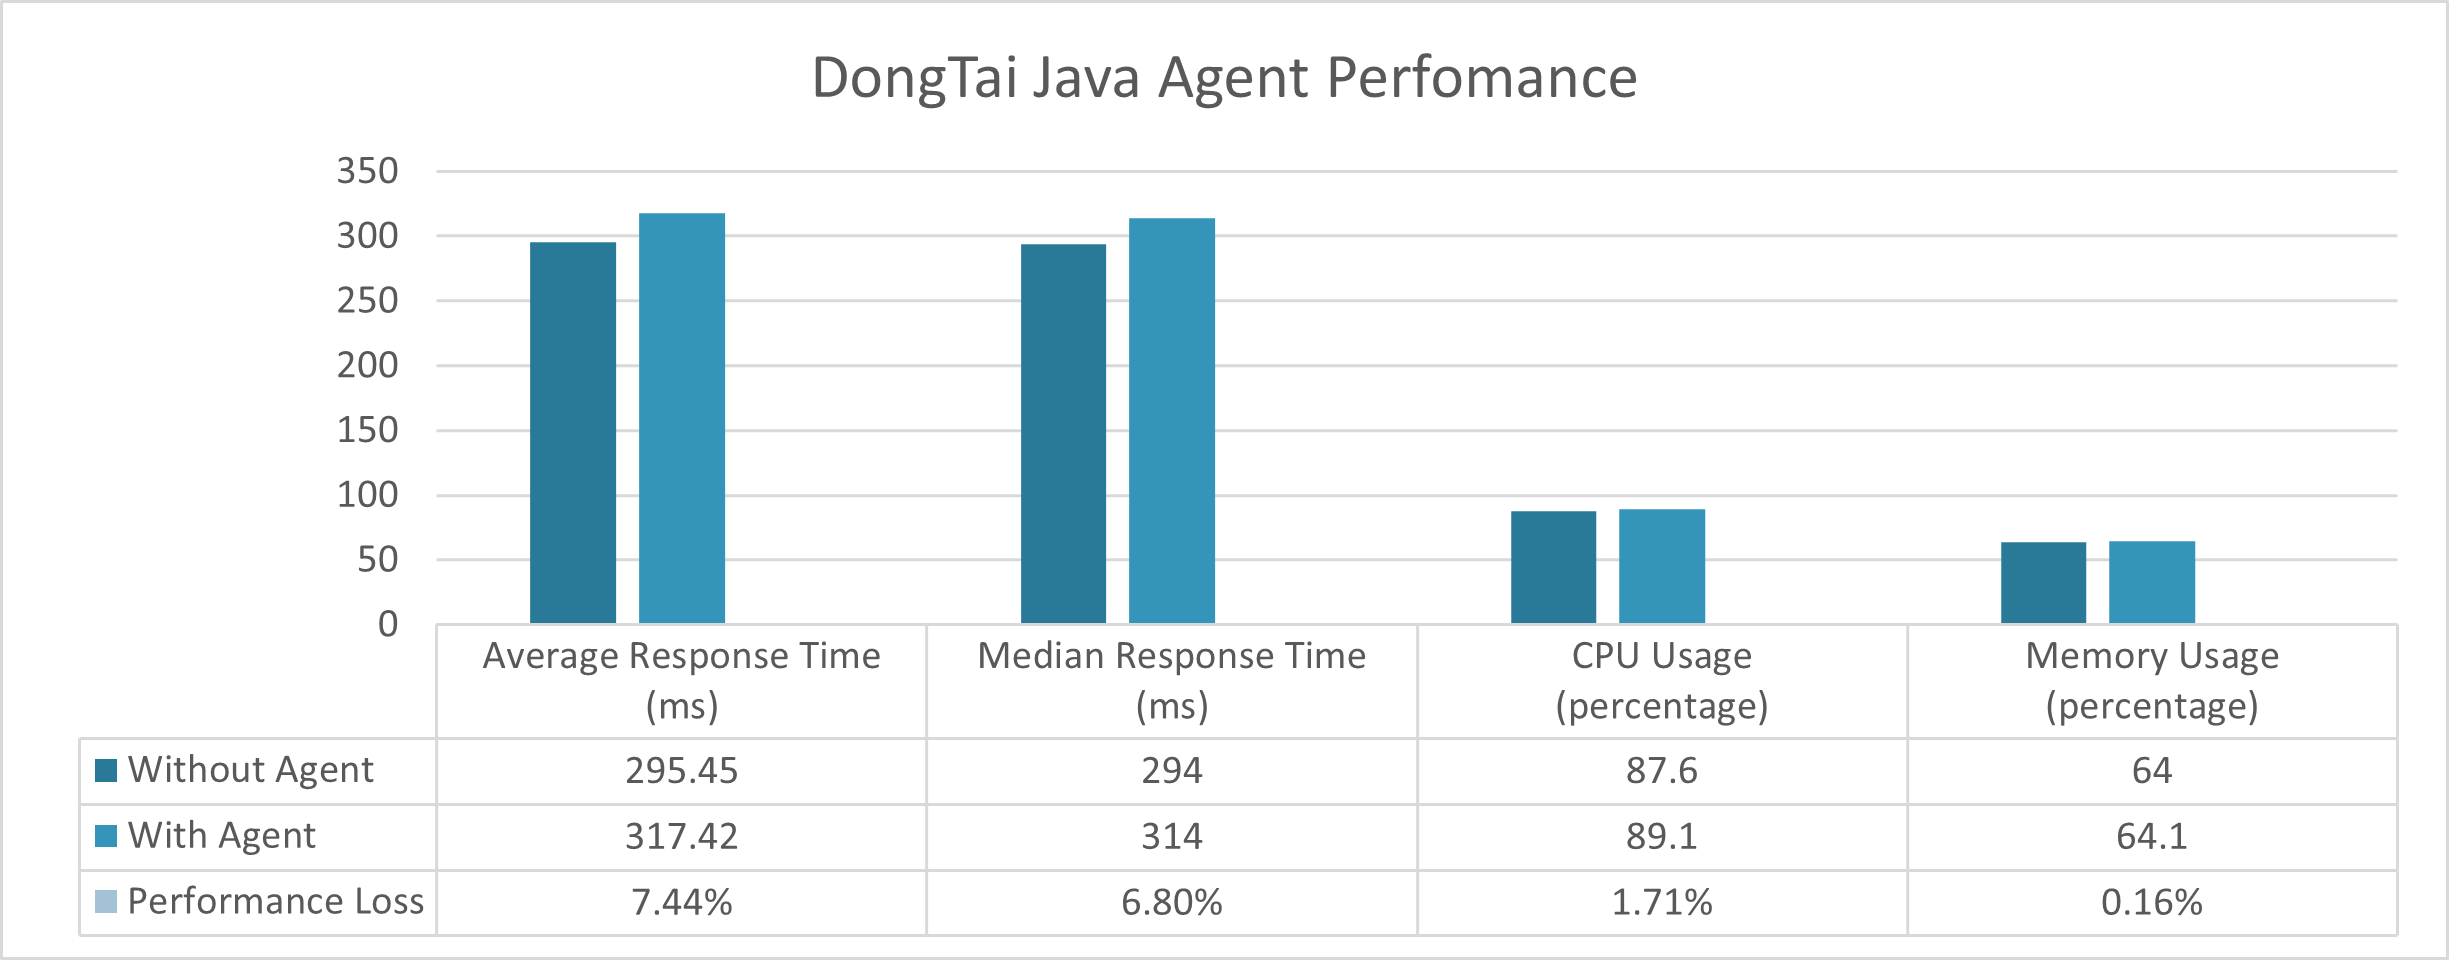 DongTai Java Agent Perfomance
350
300
250
200
150
100
50
0
Average Response Time (ms)
Median Response Time (ms)
CPU Usage (percentage)
Memory Usage (percentage)
Without Agent 295.45 294 87.6 64
With Agent 317.42 314 89.1 64.1
Performance Loss 7.44% 6.80% 1.71% 0.16%